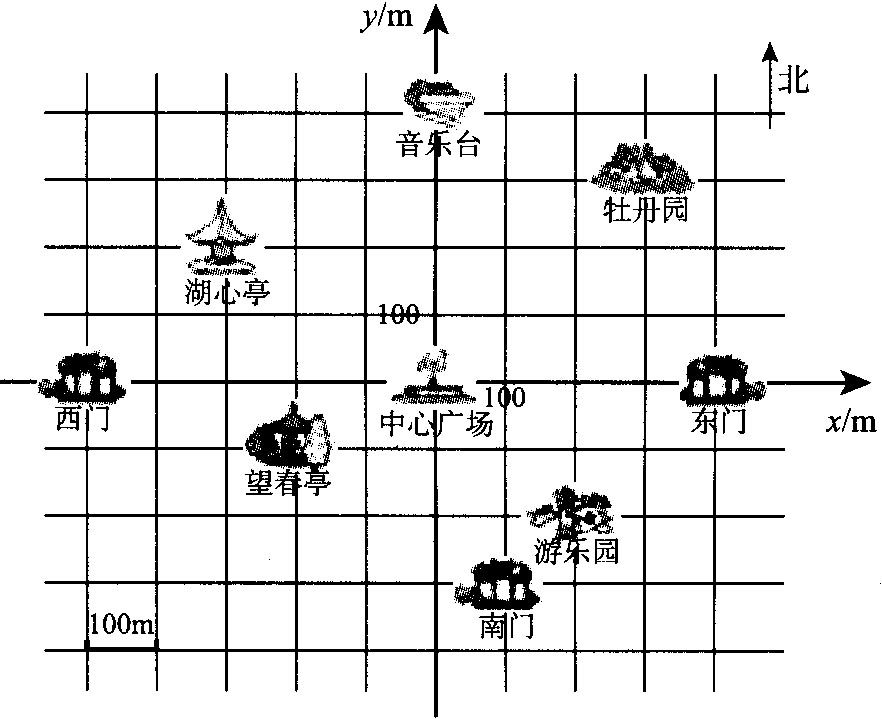 y/m
北
音乐台
牡丹园
湖心亭
100
西门
中心广场
100
东门
x/m
望春亭
游乐园
南门
100m